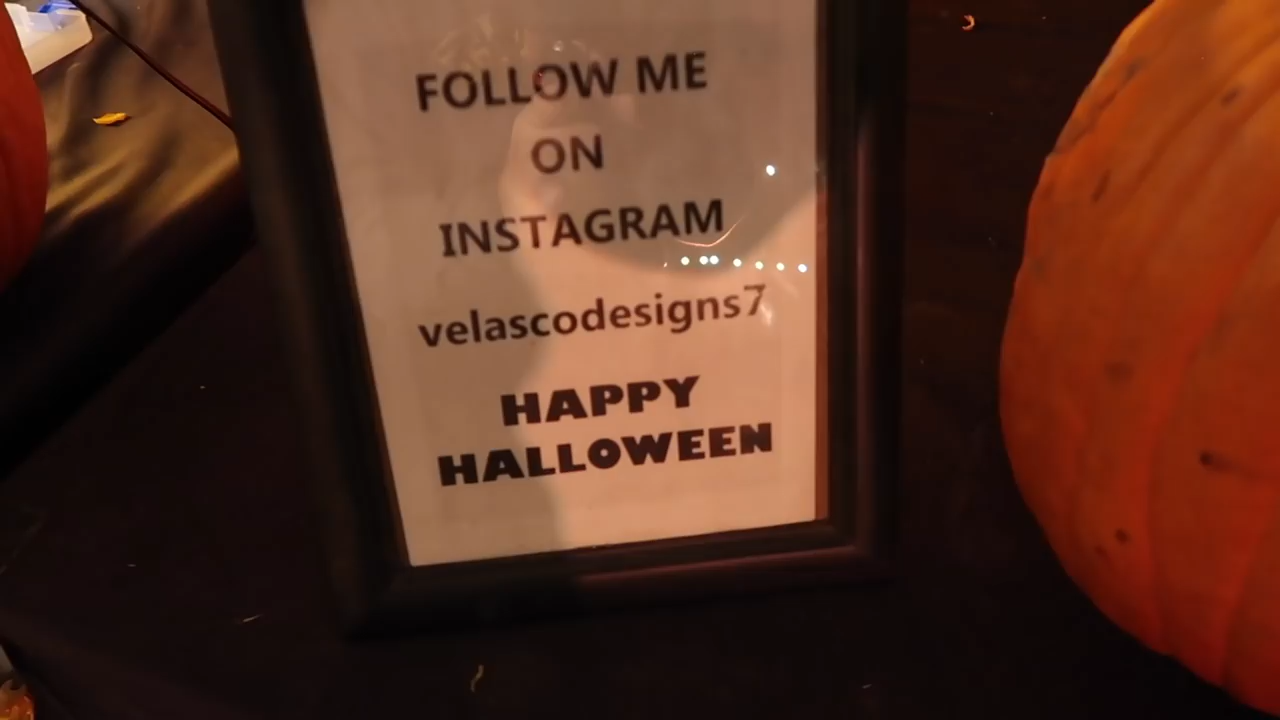 FOLLOW ME
ON
INSTAGRAM
velascodesigns7
HAPPY
HALLOWEEN